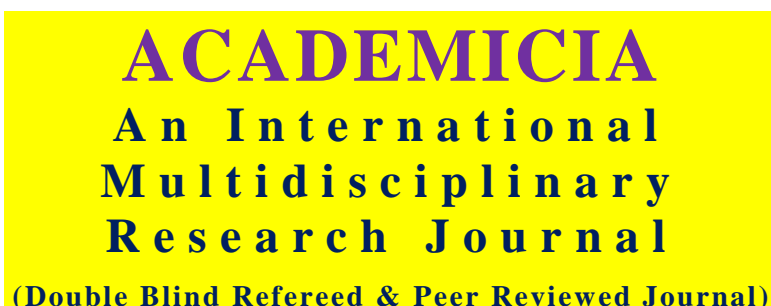 ACADEMICIA
An International
Multidisciplinary
Research Journal
(Double Blind Refereed & Peer Reviewed Journal)